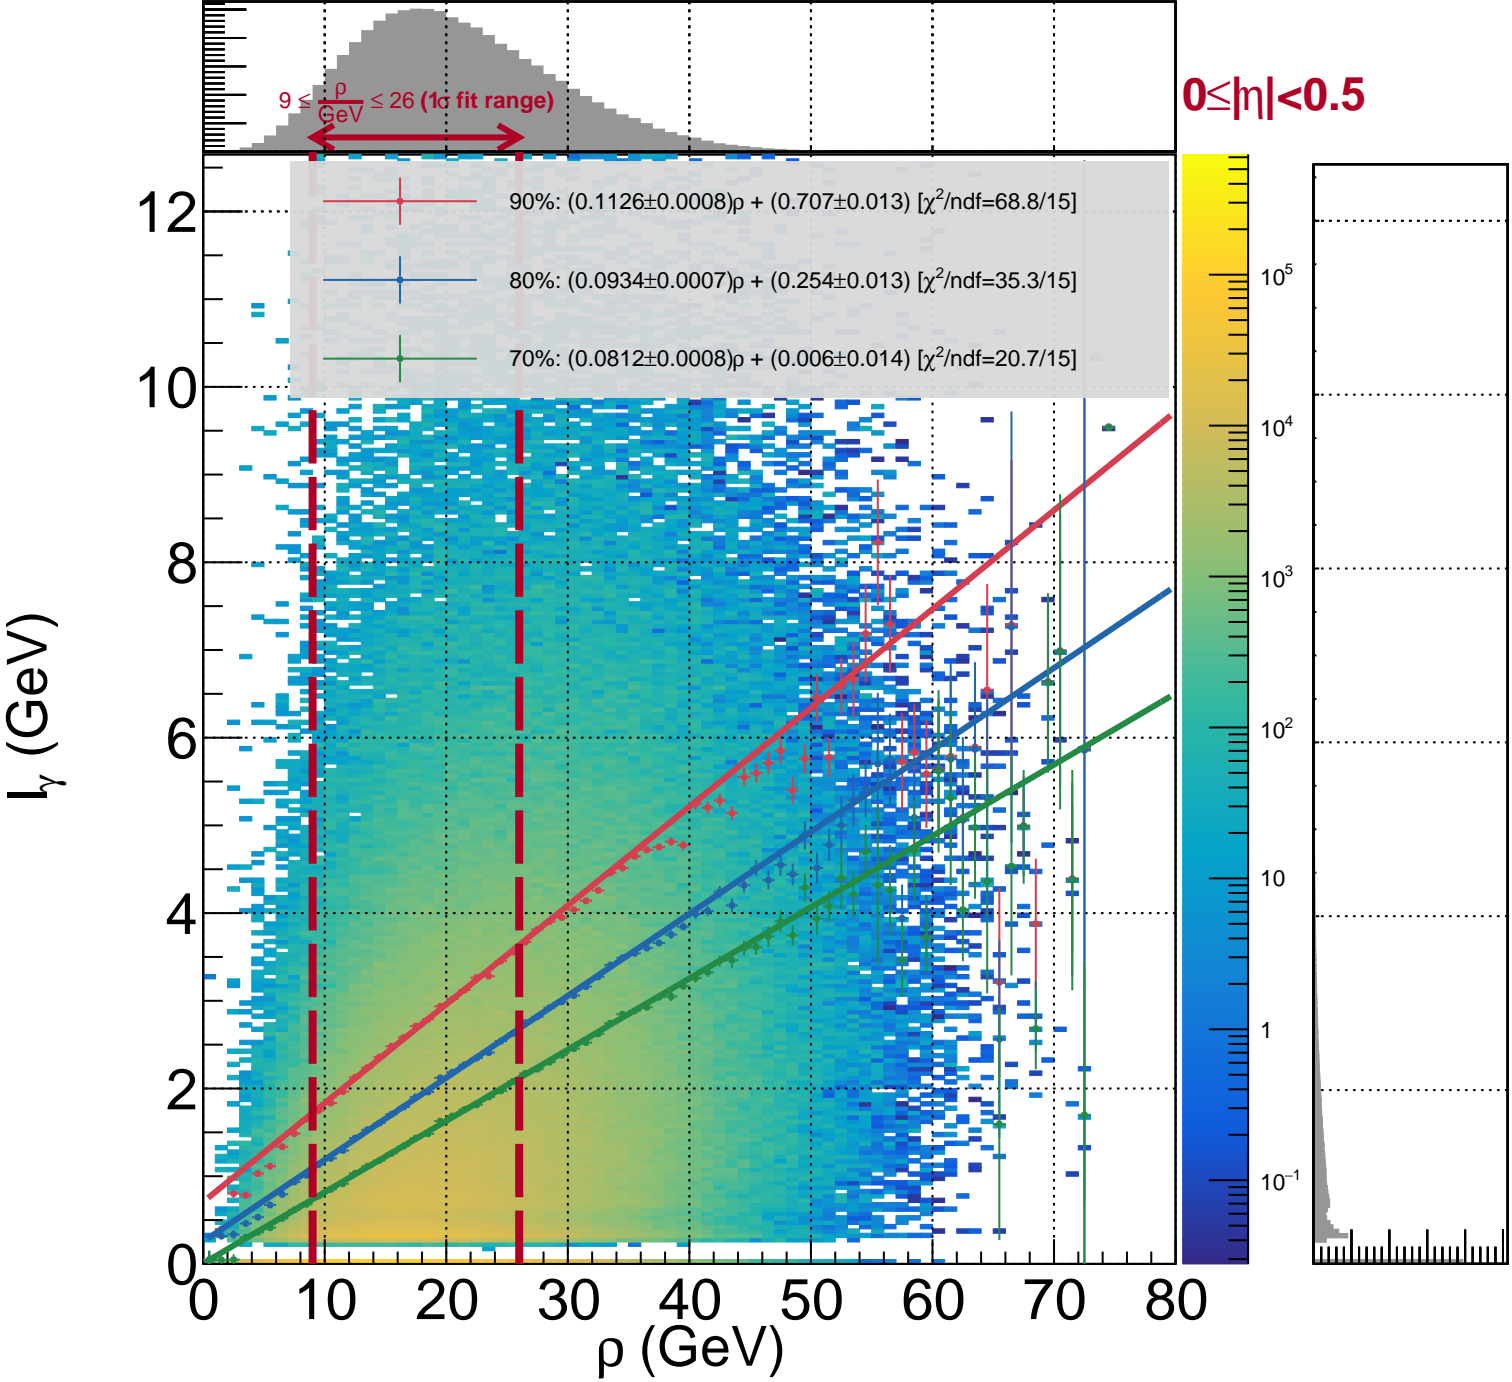 9 ≤ ρ/GeV ≤ 26 (1σ fit range)
0≤|η|<0.5
90%: (0.1126±0.0008)ρ + (0.707±0.013) [χ²/ndf=68.8/15]
80%: (0.0934±0.0007)ρ + (0.254±0.013) [χ²/ndf=35.3/15]
70%: (0.0812±0.0008)ρ + (0.006±0.014) [χ²/ndf=20.7/15]
12
10
8
6
4
2
0
I_γ (GeV)
0 10 20 30 40 50 60 70 80
ρ (GeV)
10⁵
10⁴
10³
10²
10
1
10⁻¹